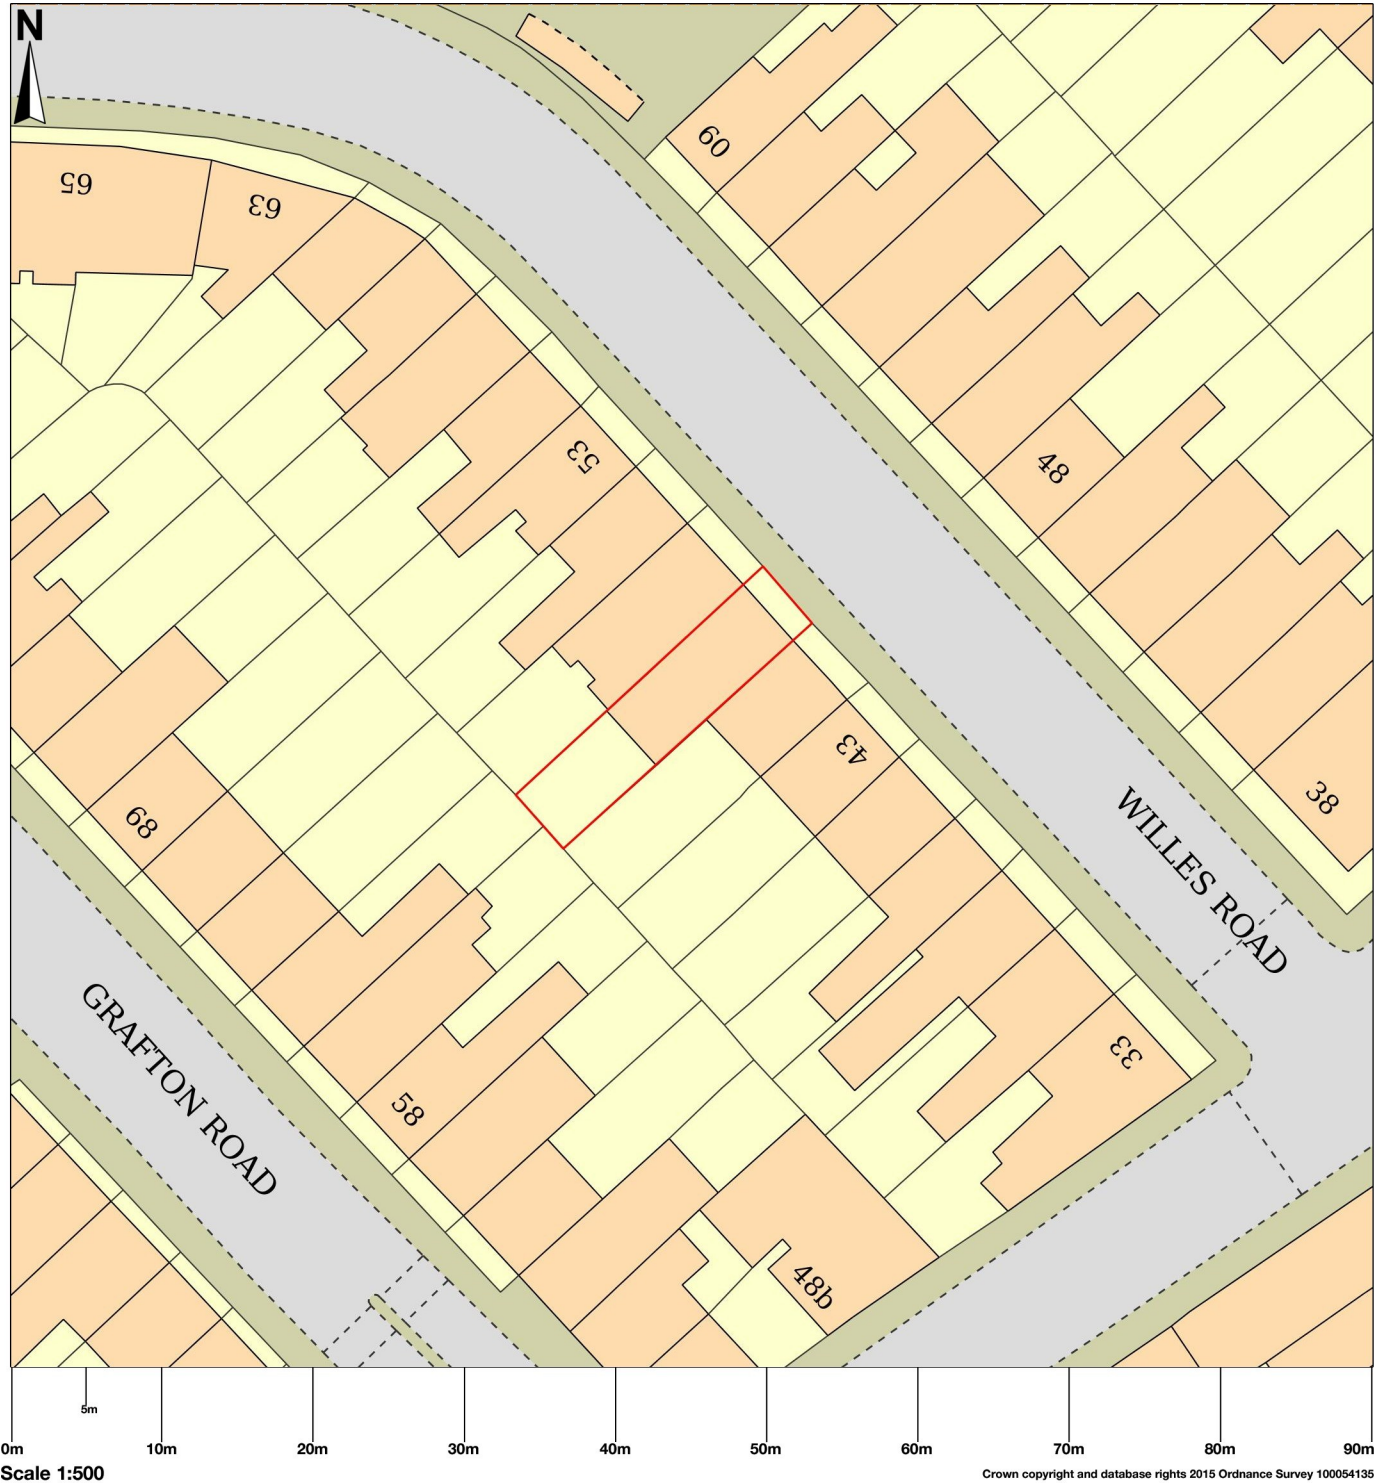 N
60
65
63
53
48
43
38
68
WILLES ROAD
GRAFTON ROAD
33
58
48b
5m
0m 10m 20m 30m 40m 50m 60m 70m 80m 90m
Scale 1:500
Crown copyright and database rights 2015 Ordnance Survey 100054135